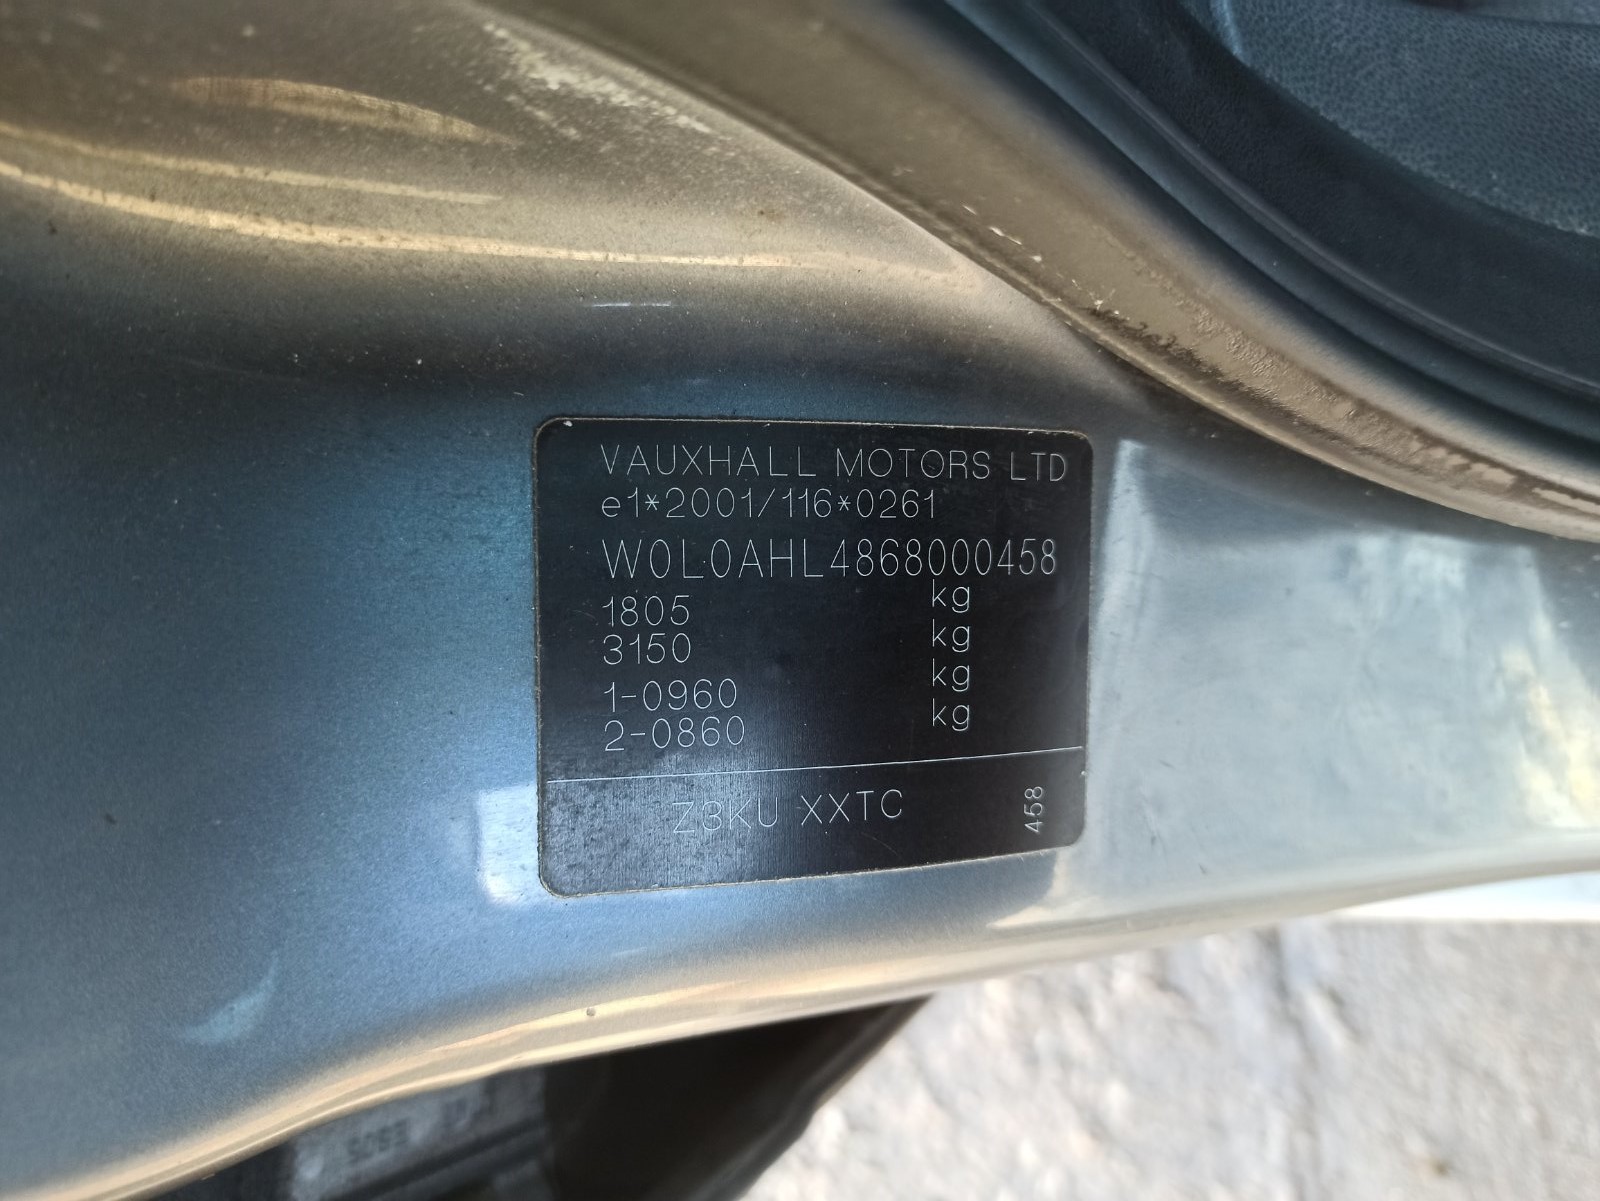 VAUXHALL MOTORS LTD
e1*2001/116*0261
W0L0AHL4868000458
1805 kg
3150 kg
1-0960 kg
2-0860 kg
Z3KU XXTC
458